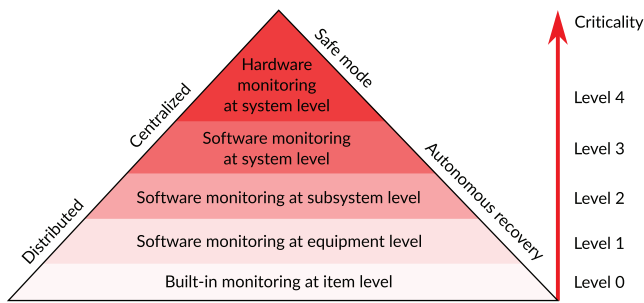 Criticality
Safe mode
Hardware
monitoring
at system level
Level 4
Centralized
Software monitoring
at system level
Level 3
Autonomous recovery
Software monitoring at subsystem level
Level 2
Distributed
Software monitoring at equipment level
Level 1
Built-in monitoring at item level
Level 0